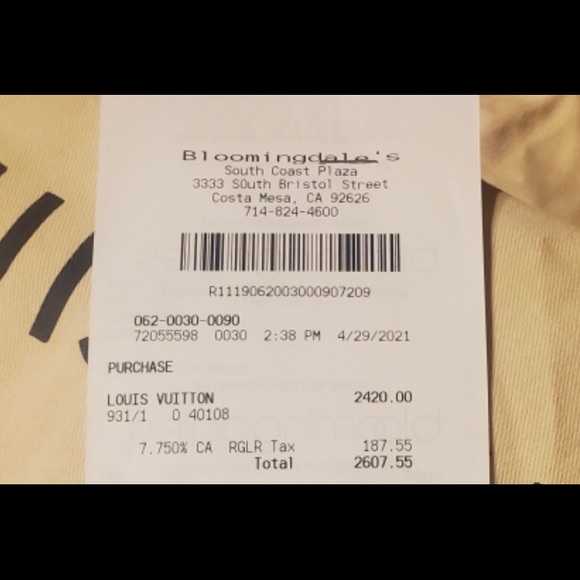 Bloomingdale's
South Coast Plaza
3333 SOuth Bristol Street
Costa Mesa, CA 92626
714-824-4600
R1119062003000907209
062-0030-0090
72055598 0030 2:38 PM 4/29/2021
PURCHASE
LOUIS VUITTON 2420.00
931/1 0 40108
7.750% CA RGLR Tax 187.55
Total 2607.55